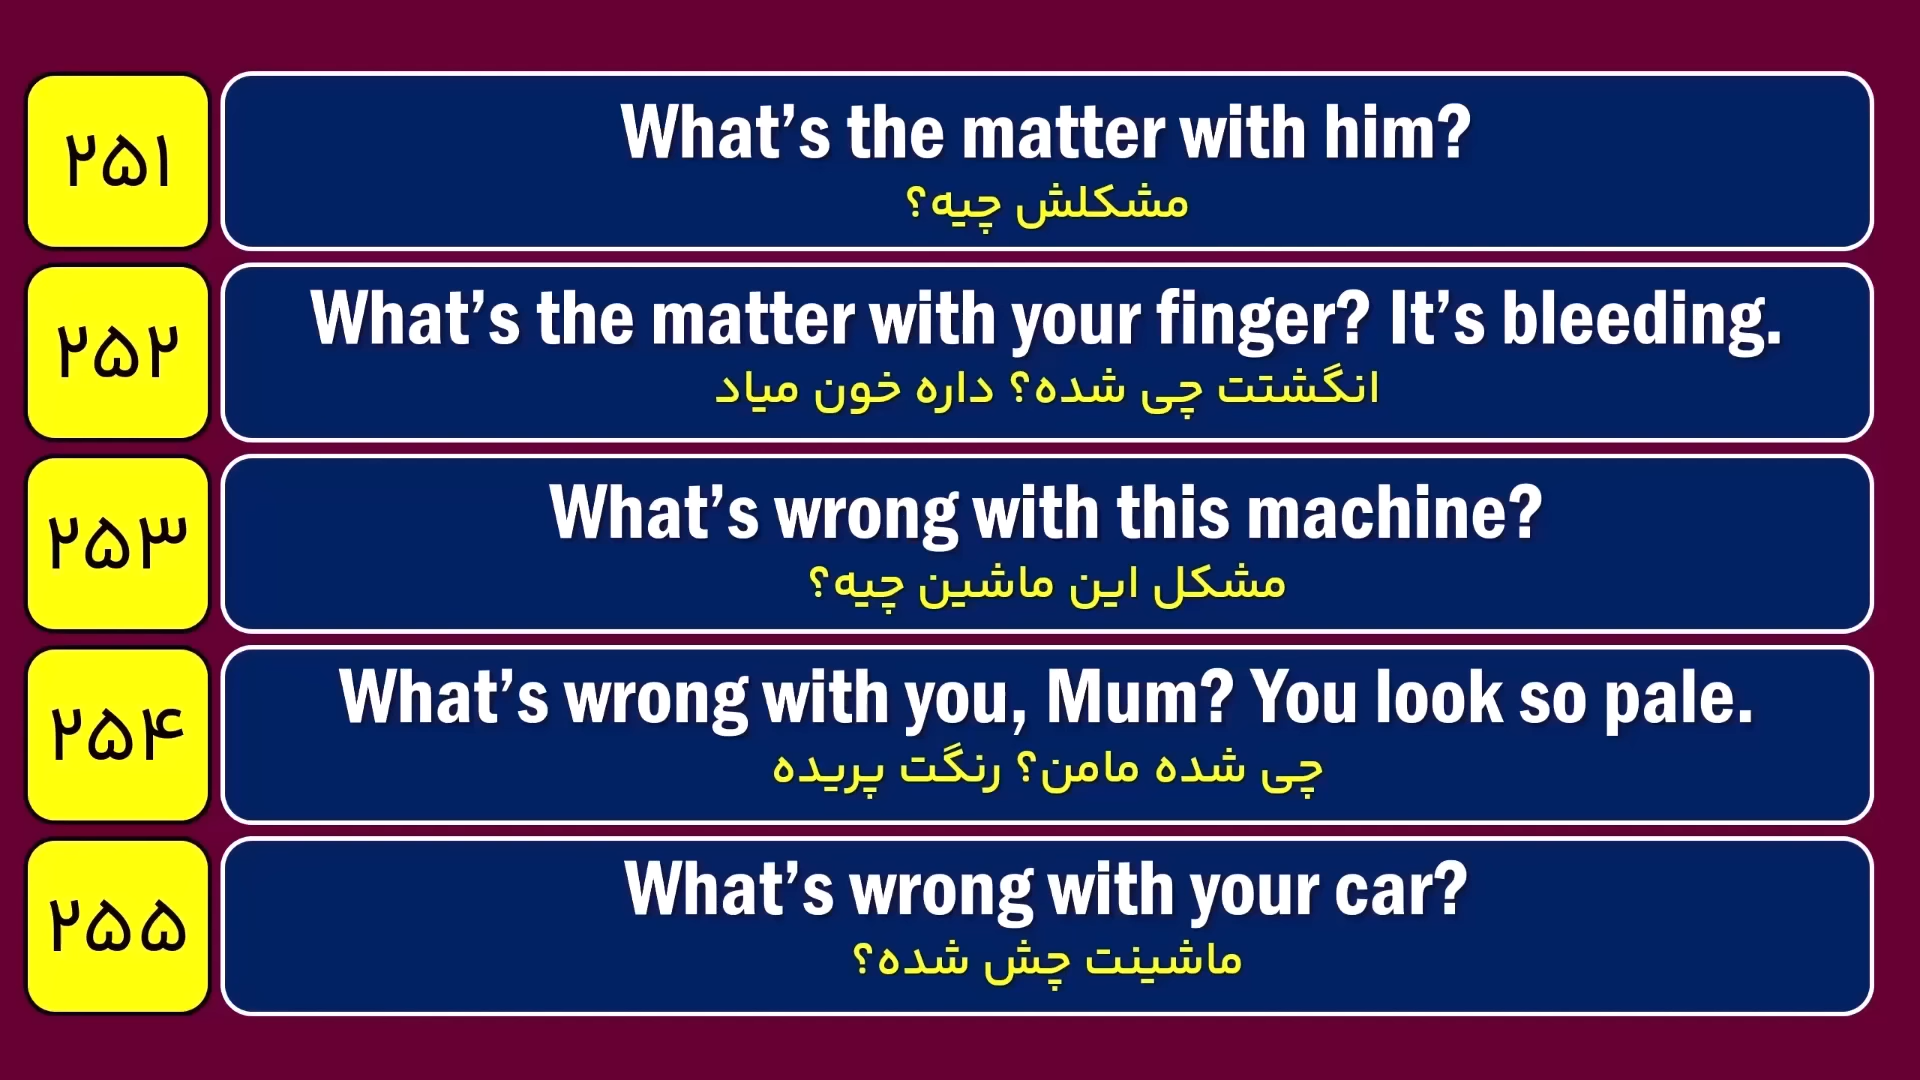 ۲۵۱
What’s the matter with him?
مشکلش چیه؟
۲۵۲
What’s the matter with your finger? It’s bleeding.
انگشتت چی شده؟ داره خون میاد
۲۵۳
What’s wrong with this machine?
مشکل این ماشین چیه؟
۲۵۴
What’s wrong with you, Mum? You look so pale.
چی شده مامن؟ رنگت پریده
۲۵۵
What’s wrong with your car?
ماشینت چش شده؟